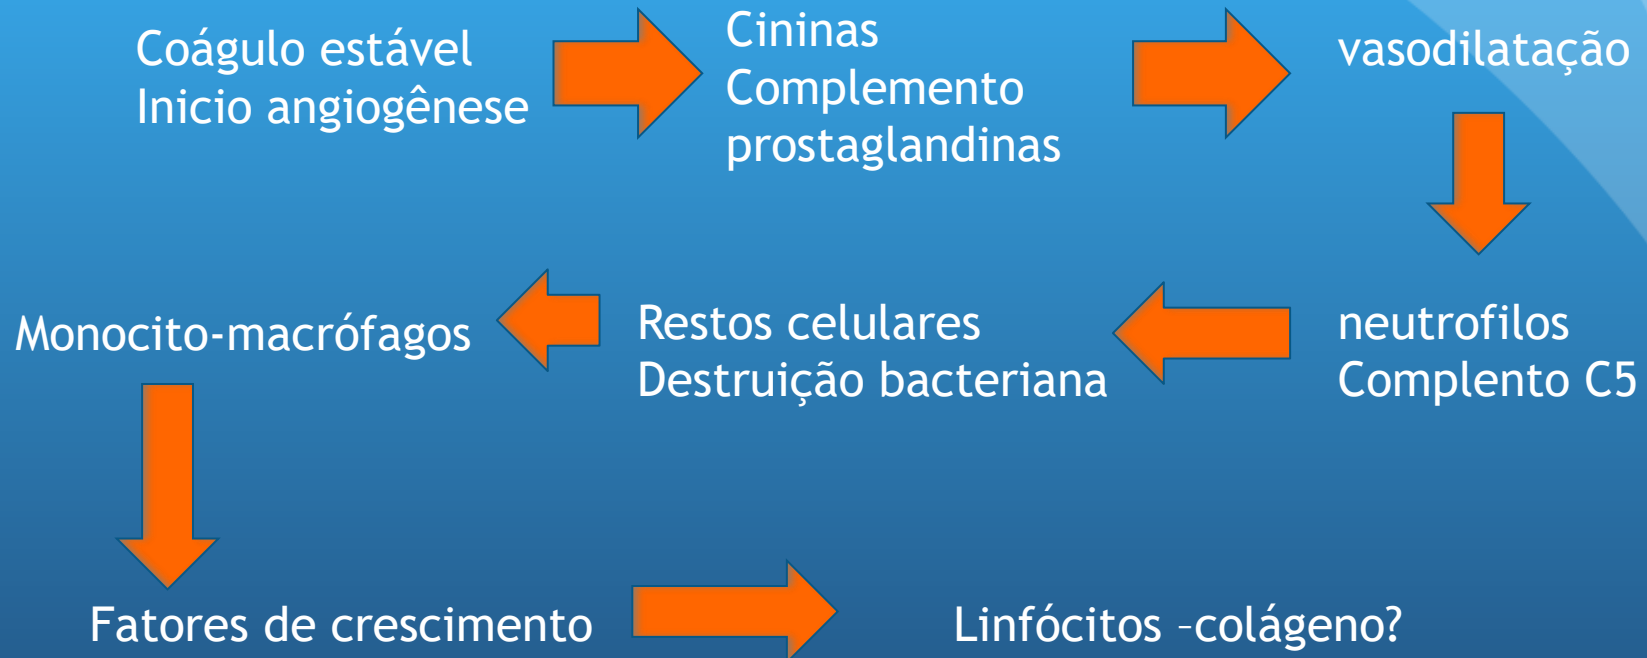 Coágulo estável
Inicio angiogênese
Cininas
Complemento
prostaglandinas
vasodilatação
neutrofilos
Complento C5
Restos celulares
Destruição bacteriana
Monocito-macrófagos
Fatores de crescimento
Linfócitos –colágeno?